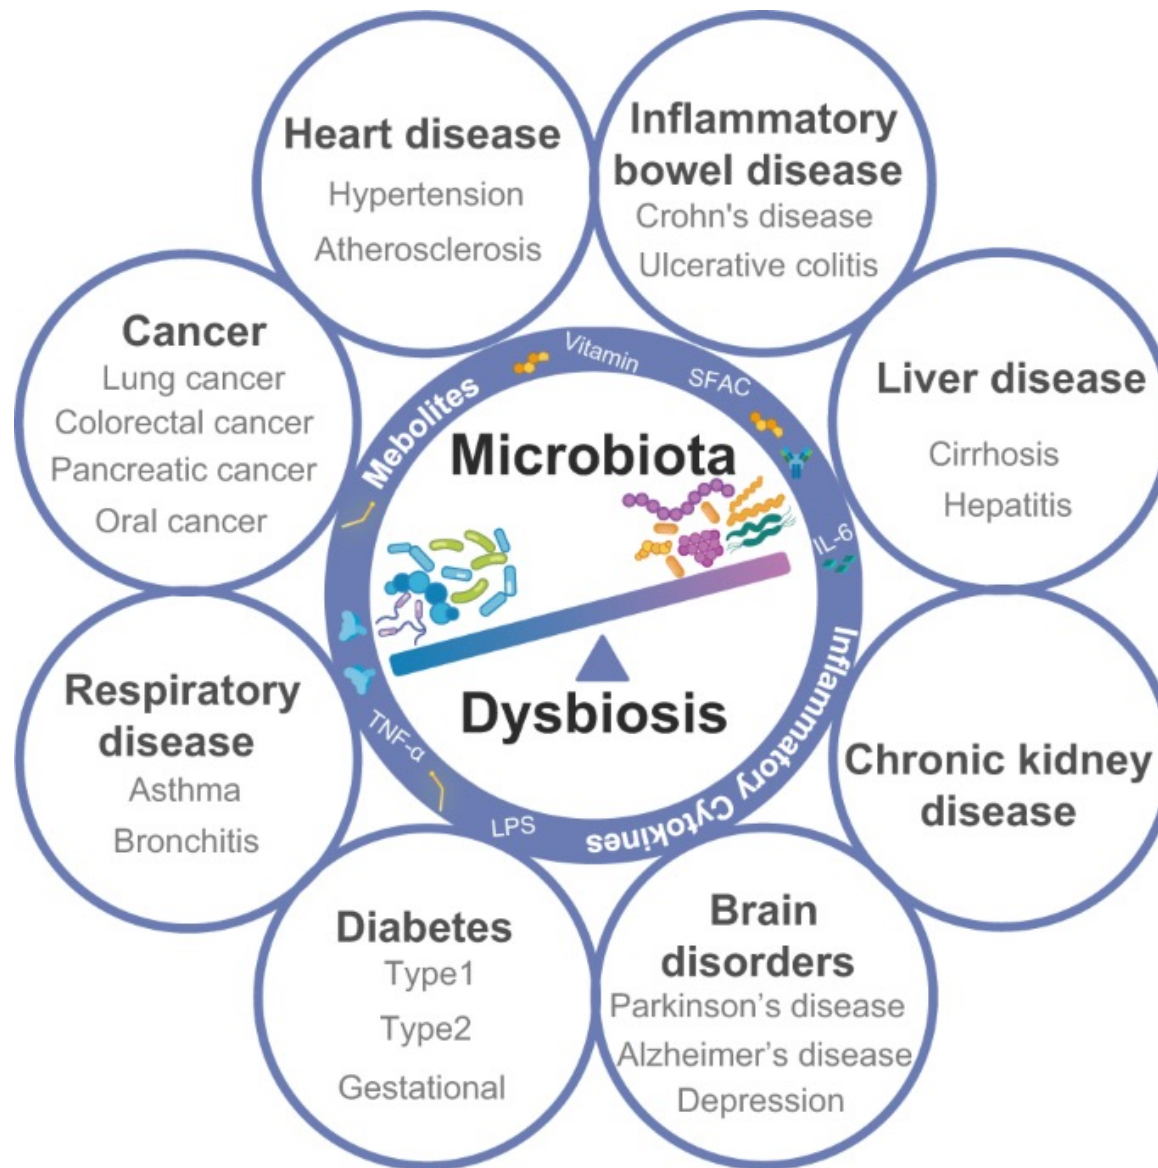 Heart disease
Hypertension
Atherosclerosis
Inflammatory
bowel disease
Crohn's disease
Ulcerative colitis
Liver disease
Cirrhosis
Hepatitis
Chronic kidney
disease
Brain
disorders
Parkinson’s disease
Alzheimer’s disease
Depression
Diabetes
Type1
Type2
Gestational
Respiratory
disease
Asthma
Bronchitis
Cancer
Lung cancer
Colorectal cancer
Pancreatic cancer
Oral cancer
Mebolites
Vitamin
SFAC
IL-6
Inflammatory Cytokines
LPS
TNF-α
Microbiota
Dysbiosis